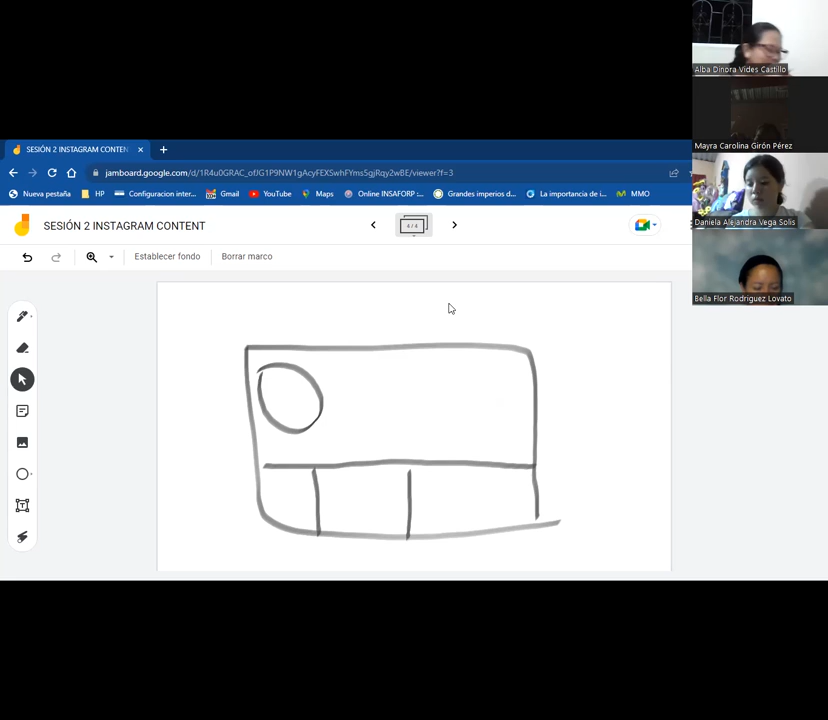 Alba Dinora Vides Castillo
Mayra Carolina Girón Pérez
Daniela Alejandra Vega Solis
Bella Flor Rodriguez Lovato
SESIÓN 2 INSTAGRAM CONTEN
jamboard.google.com/d/1R4u0GRAC_ofJG1P9NW1gAcyFEXSwhFYms5gjRqy2wBE/viewer?f=3
Nueva pestaña HP Configuracion inter... Gmail YouTube Maps Online INSAFORP :... Grandes imperios d... La importancia de i... MMO
SESIÓN 2 INSTAGRAM CONTENT
4 / 4
Establecer fondo Borrar marco